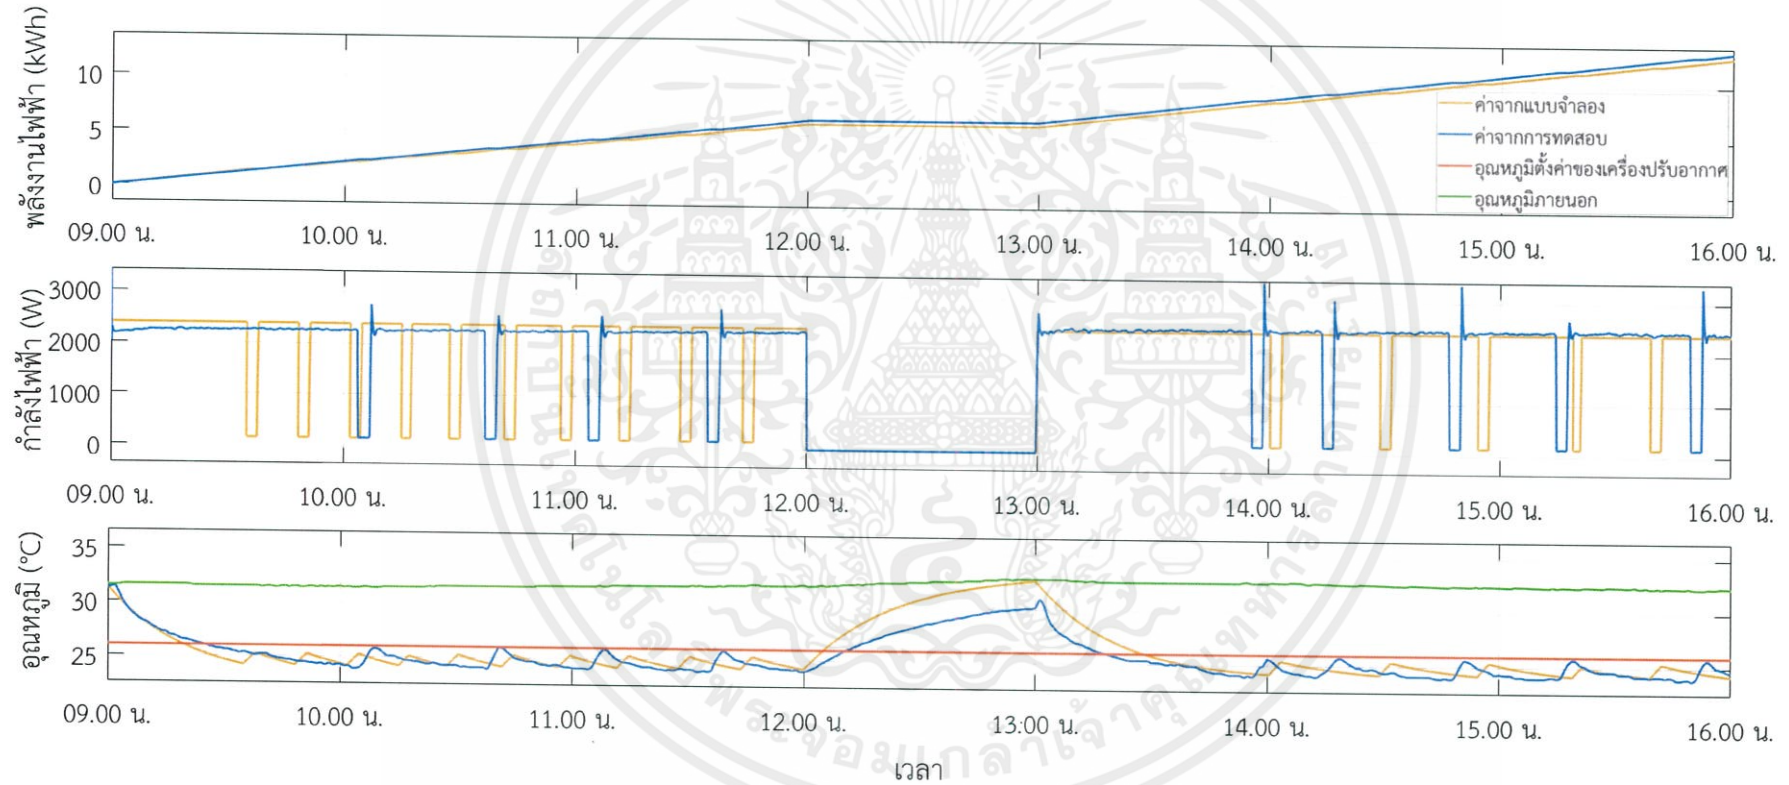 พลังงานไฟฟ้า (kWh)
10
5
0
ค่าจากแบบจำลอง
ค่าจากการทดสอบ
อุณหภูมิตั้งค่าของเครื่องปรับอากาศ
อุณหภูมิภายนอก
09.00 น. 10.00 น. 11.00 น. 12.00 น. 13.00 น. 14.00 น. 15.00 น. 16.00 น.
กำลังไฟฟ้า (W)
3000
2000
1000
0
09.00 น. 10.00 น. 11.00 น. 12.00 น. 13.00 น. 14.00 น. 15.00 น. 16.00 น.
อุณหภูมิ (°C)
35
30
25
09.00 น. 10.00 น. 11.00 น. 12.00 น. 13.00 น. 14.00 น. 15.00 น. 16.00 น.
เวลา